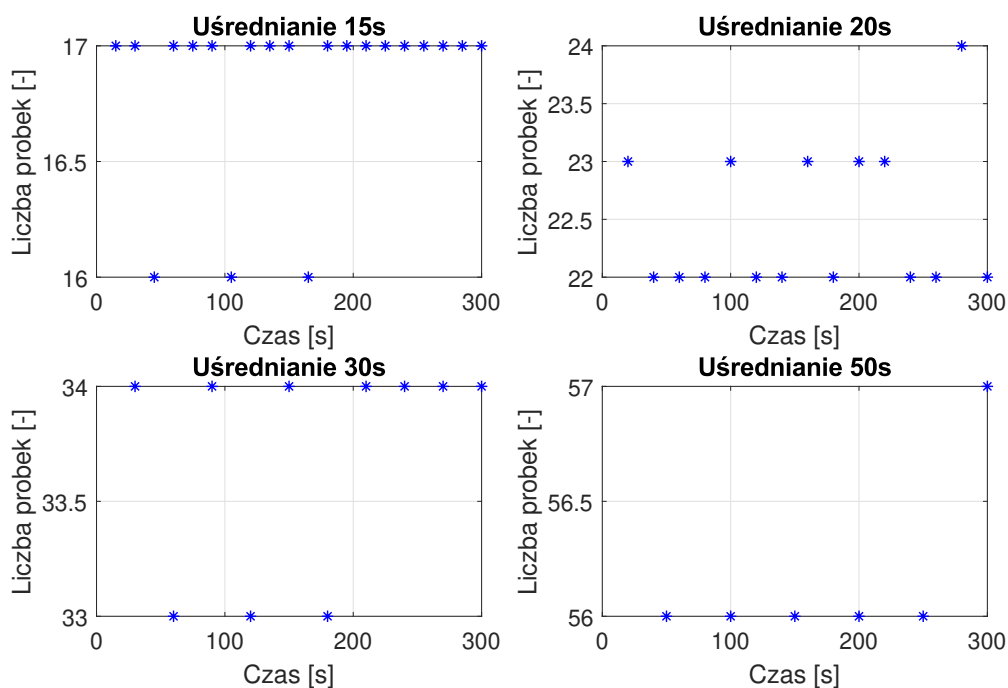 Uśrednianie 15s
17
16.5
16
0 100 200 300
Liczba probek [-]
Czas [s]
Uśrednianie 20s
24
23.5
23
22.5
22
0 100 200 300
Liczba probek [-]
Czas [s]
Uśrednianie 30s
34
33.5
33
0 100 200 300
Liczba probek [-]
Czas [s]
Uśrednianie 50s
57
56.5
56
0 100 200 300
Liczba probek [-]
Czas [s]